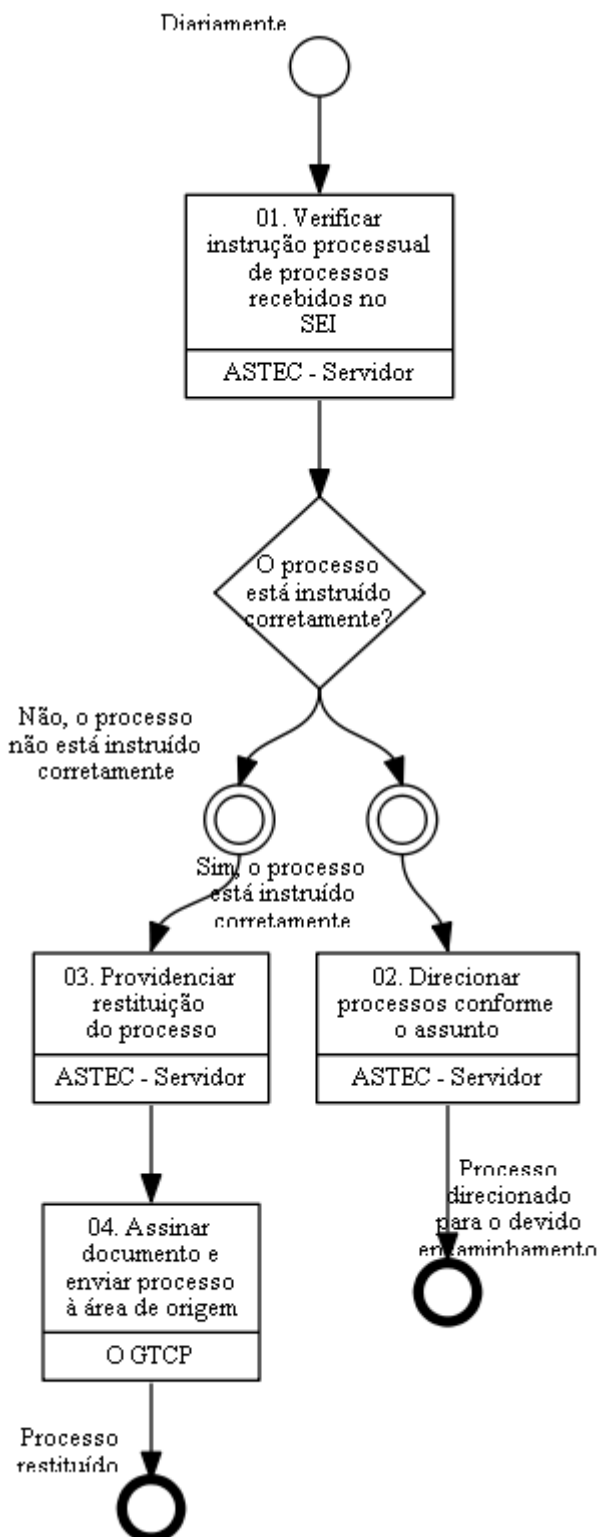 Diariamente
01. Verificar
instrução processual
de processos
recebidos no
SEI
ASTEC - Servidor
O processo
está instruído
corretamente?
Não, o processo
não está instruído
corretamente
Sim, o processo
está instruído
corretamente
03. Providenciar
restituição
do processo
ASTEC - Servidor
02. Direcionar
processos conforme
o assunto
ASTEC - Servidor
Processo
direcionado
para o devido
encaminhamento
04. Assinar
documento e
enviar processo
à área de origem
O GTCP
Processo
restituído